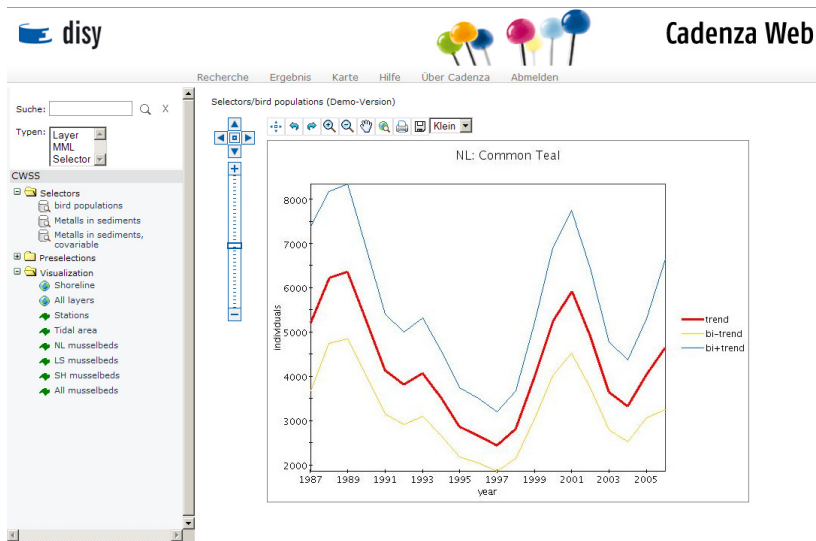 disy
Cadenza Web
Recherche Ergebnis Karte Hilfe Über Cadenza Abmelden
Suche: X
Typen: Layer
MML
Selector
CWSS
Selectors
bird populations
Metalls in sediments
Metalls in sediments,
covariable
Preselections
Visualization
Shoreline
All layers
Stations
Tidal area
NL musselbeds
LS musselbeds
SH musselbeds
All musselbeds
Selectors/bird populations (Demo-Version)
Klein
NL: Common Teal
individuals
8000
7000
6000
5000
4000
3000
2000
1987 1989 1991 1993 1995 1997 1999 2001 2003 2005
year
trend
bi-trend
bi+trend